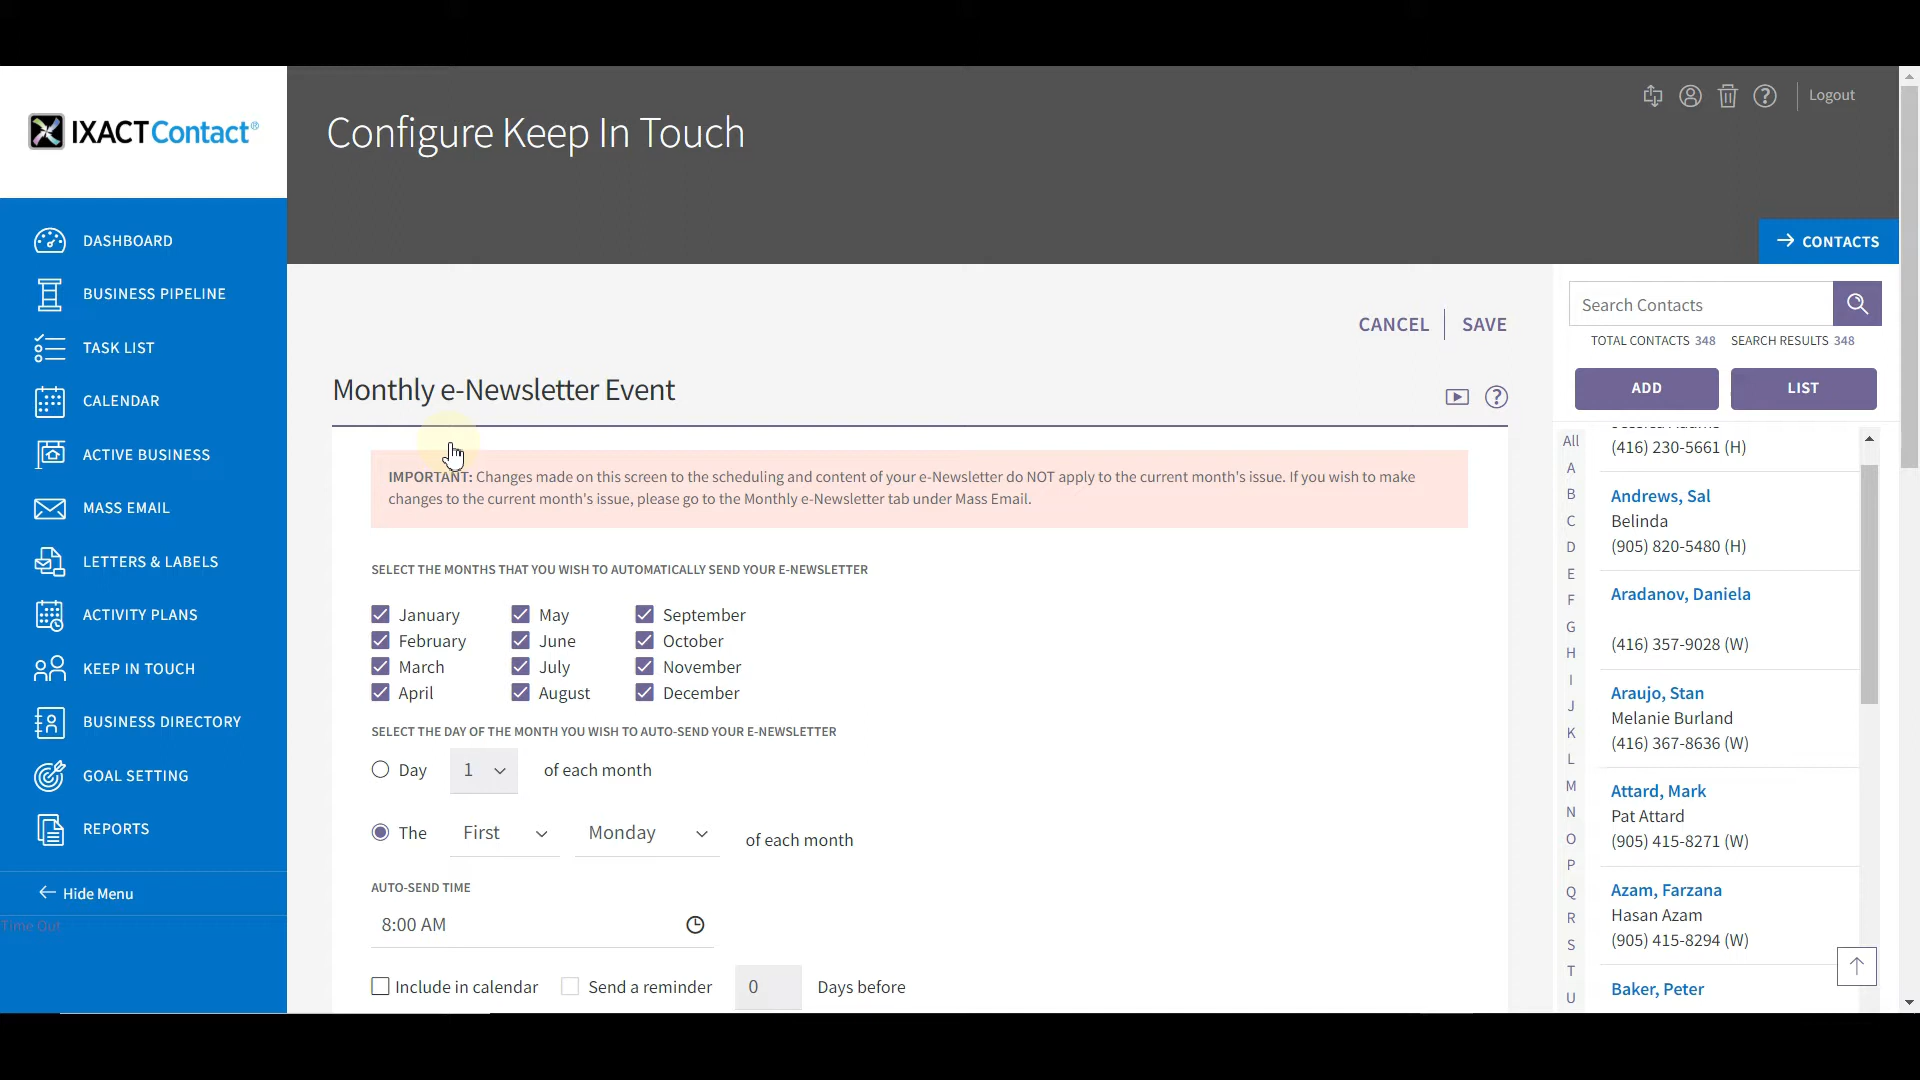 IXACTContact®
Configure Keep In Touch
Logout
CONTACTS
DASHBOARD
BUSINESS PIPELINE
TASK LIST
CALENDAR
ACTIVE BUSINESS
MASS EMAIL
LETTERS & LABELS
ACTIVITY PLANS
KEEP IN TOUCH
BUSINESS DIRECTORY
GOAL SETTING
REPORTS
Hide Menu
Time Out
CANCEL
SAVE
Monthly e-Newsletter Event
IMPORTANT: Changes made on this screen to the scheduling and content of your e-Newsletter do NOT apply to the current month's issue. If you wish to make
changes to the current month's issue, please go to the Monthly e-Newsletter tab under Mass Email.
SELECT THE MONTHS THAT YOU WISH TO AUTOMATICALLY SEND YOUR E-NEWSLETTER
January May September
February June October
March July November
April August December
SELECT THE DAY OF THE MONTH YOU WISH TO AUTO-SEND YOUR E-NEWSLETTER
Day 1 of each month
The First Monday of each month
AUTO-SEND TIME
8:00 AM
Include in calendar Send a reminder 0 Days before
Search Contacts
TOTAL CONTACTS 348 SEARCH RESULTS 348
ADD LIST
All
A
B
C
D
E
F
G
H
I
J
K
L
M
N
O
P
Q
R
S
T
U
(416) 230-5661 (H)
Andrews, Sal
Belinda
(905) 820-5480 (H)
Aradanov, Daniela
(416) 357-9028 (W)
Araujo, Stan
Melanie Burland
(416) 367-8636 (W)
Attard, Mark
Pat Attard
(905) 415-8271 (W)
Azam, Farzana
Hasan Azam
(905) 415-8294 (W)
Baker, Peter